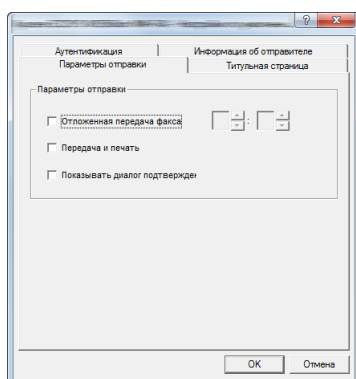 Аутентификация Информация об отправителе
Параметры отправки Титульная страница
Параметры отправки
Отложенная передача факса :
Передача и печать
Показывать диалог подтвержден
OK Отмена